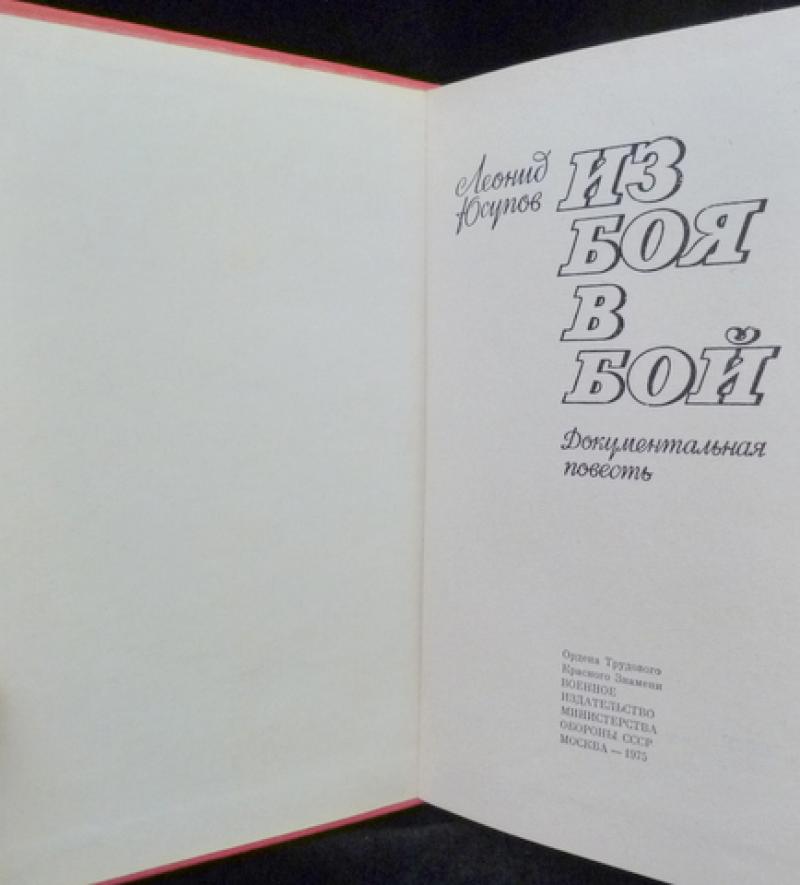 Леонид
Юсупов
ИЗ
БОЯ
В
БОЙ
Документальная
повесть
Ордена Трудового
Красного Знамени
ВОЕННОЕ
ИЗДАТЕЛЬСТВО
МИНИСТЕРСТВА
ОБОРОНЫ СССР
МОСКВА — 1975